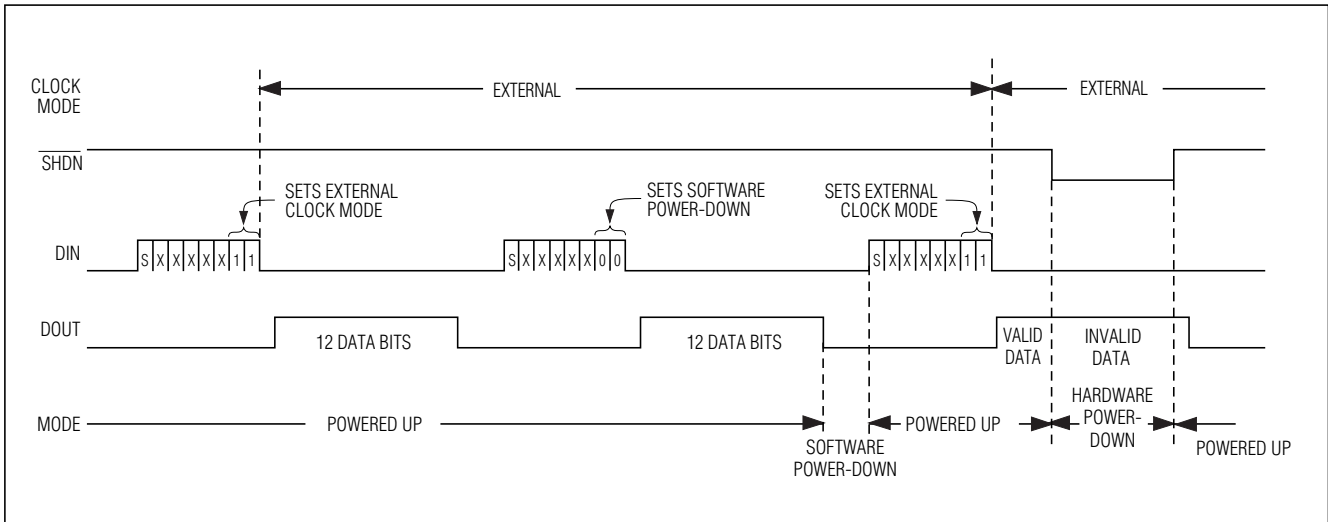 CLOCK
MODE
EXTERNAL
EXTERNAL
SHDN
SETS EXTERNAL
CLOCK MODE
SETS SOFTWARE
POWER-DOWN
SETS EXTERNAL
CLOCK MODE
DIN
S X X X X X 1 1
S X X X X X 0 0
S X X X X X 1 1
DOUT
12 DATA BITS
12 DATA BITS
VALID
DATA
INVALID
DATA
MODE
POWERED UP
SOFTWARE
POWER-DOWN
POWERED UP
HARDWARE
POWER-
DOWN
POWERED UP